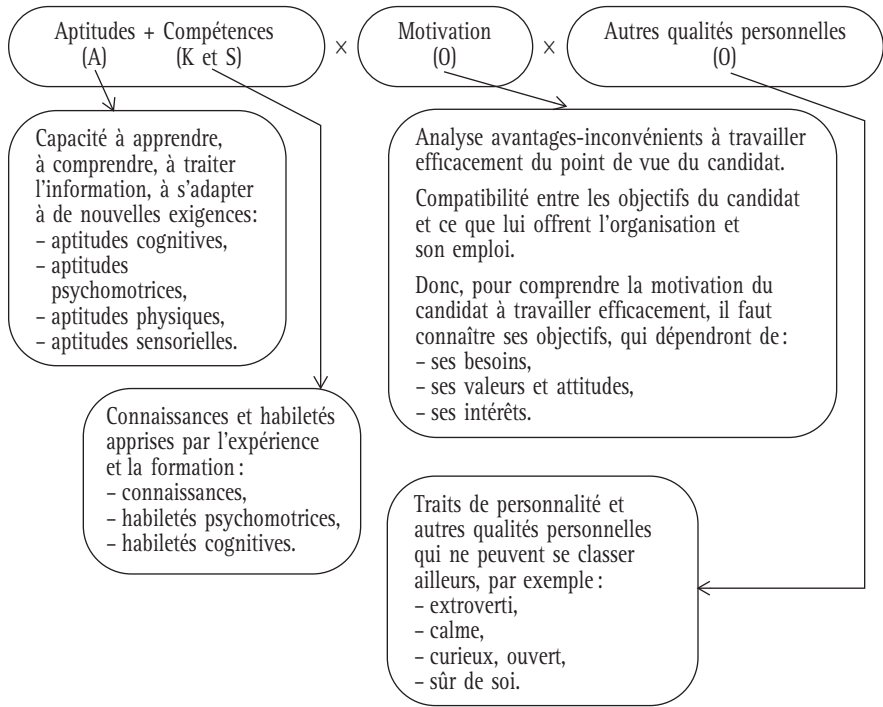 Aptitudes + Compétences × Motivation × Autres qualités personnelles
(A) (K et S) (O) (O)
Capacité à apprendre,
à comprendre, à traiter
l'information, à s'adapter
à de nouvelles exigences :
– aptitudes cognitives,
– aptitudes
psychomotrices,
– aptitudes physiques,
– aptitudes sensorielles.
Connaissances et habiletés
apprises par l'expérience
et la formation :
– connaissances,
– habiletés psychomotrices,
– habiletés cognitives.
Analyse avantages-inconvénients à travailler
efficacement du point de vue du candidat.
Compatibilité entre les objectifs du candidat
et ce que lui offrent l'organisation et
son emploi.
Donc, pour comprendre la motivation du
candidat à travailler efficacement, il faut
connaître ses objectifs, qui dépendront de :
– ses besoins,
– ses valeurs et attitudes,
– ses intérêts.
Traits de personnalité et
autres qualités personnelles
qui ne peuvent se classer
ailleurs, par exemple :
– extroverti,
– calme,
– curieux, ouvert,
– sûr de soi.